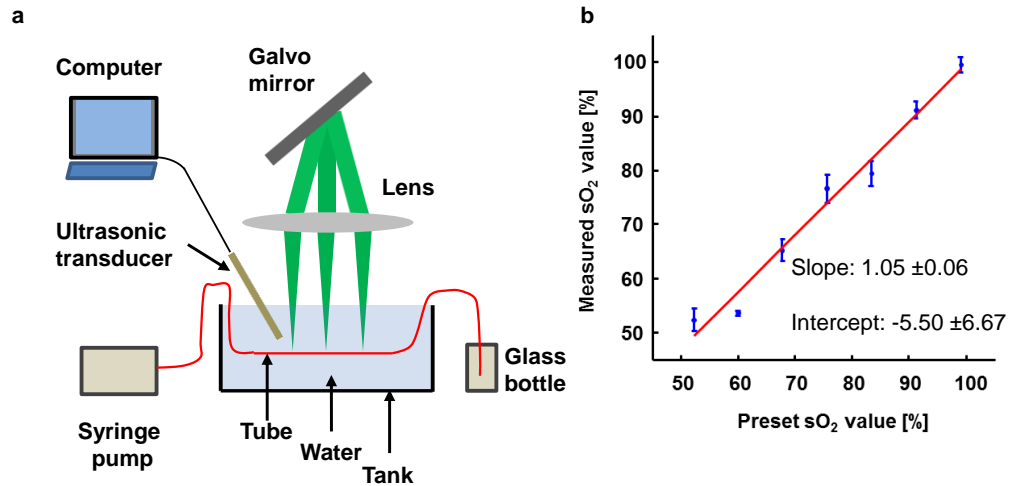 a
Computer
Galvo
mirror
Lens
Ultrasonic
transducer
Syringe
pump
Tube
Water
Tank
Glass
bottle
b
Measured sO₂ value [%]
100
90
80
70
60
50
Slope: 1.05 ±0.06
Intercept: -5.50 ±6.67
50 60 70 80 90 100
Preset sO₂ value [%]